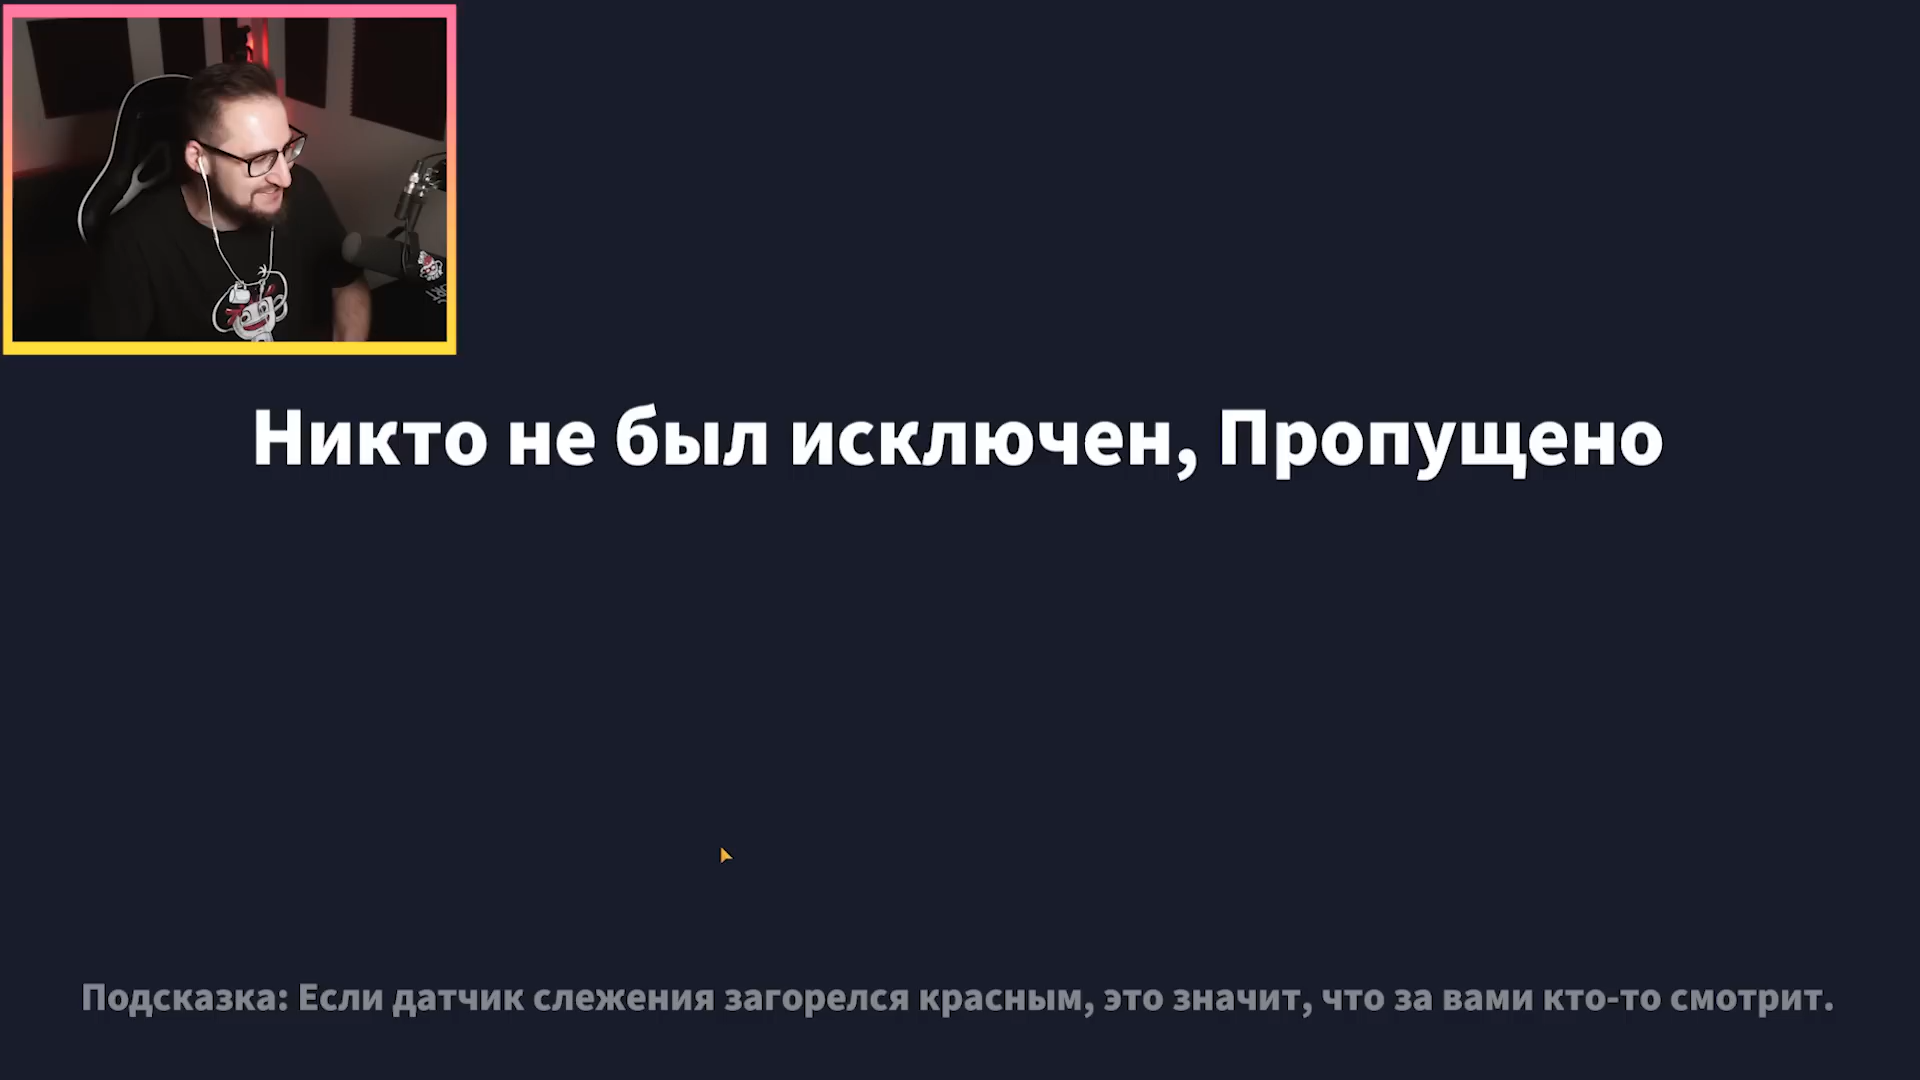 Никто не был исключен, Пропущено
Подсказка: Если датчик слежения загорелся красным, это значит, что за вами кто-то смотрит.